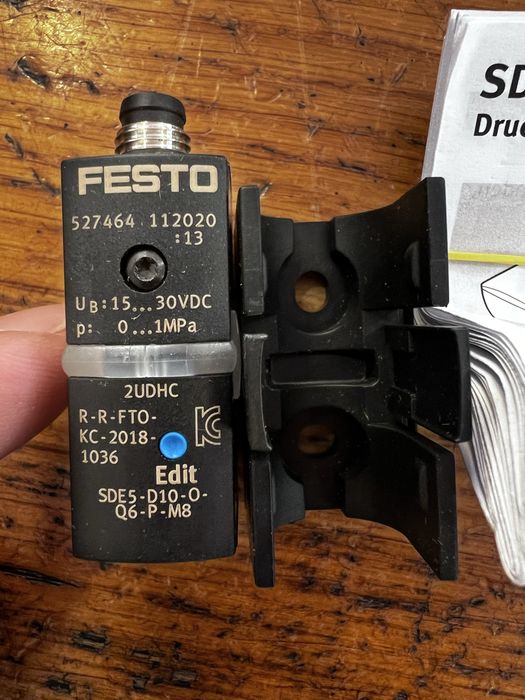 FESTO
527464 112020
:13
UB:15...30VDC
p: 0...1MPa
2UDHC
R-R-FTO-
KC-2018-
1036
Edit
SDE5-D10-O-
Q6-P-M8
SD
Druc